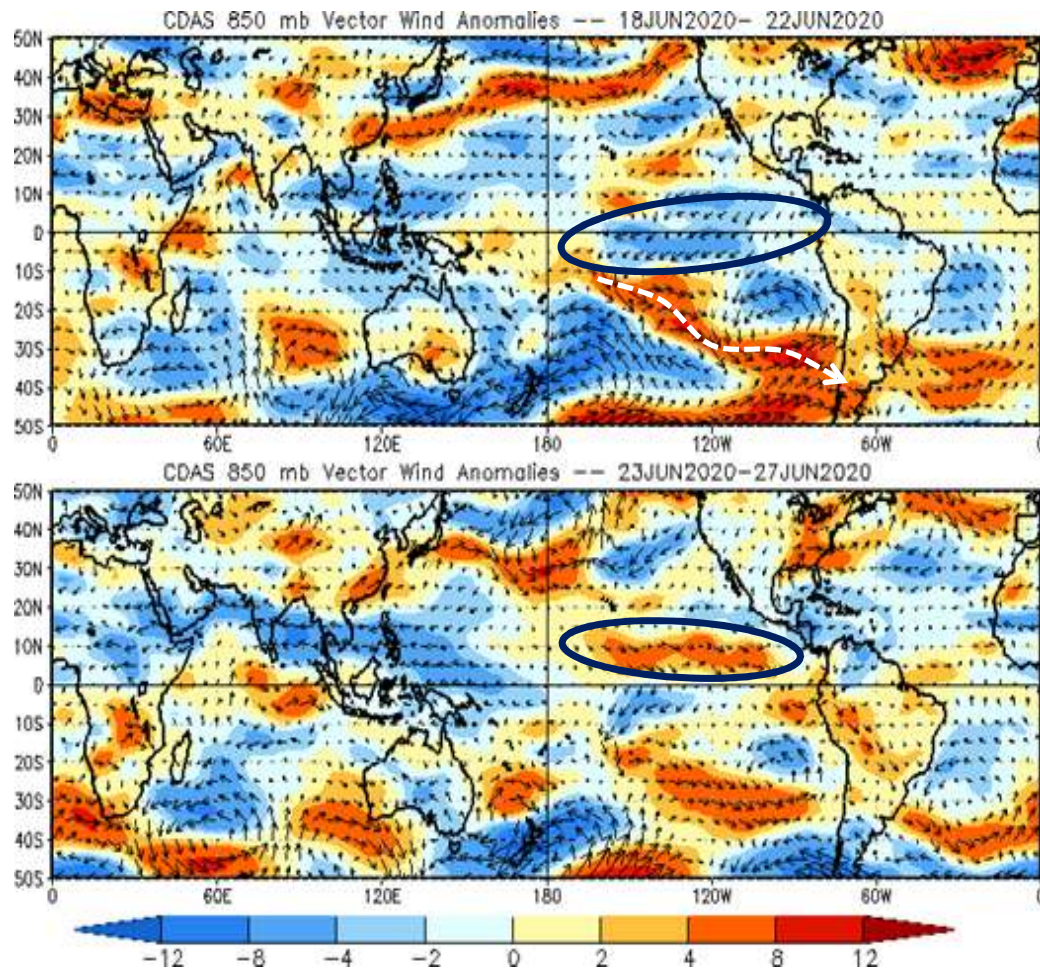 CDAS 850 mb Vector Wind Anomalies -- 18JUN2020- 22JUN2020
50N
40N
30N
20N
10N
0
10S
20S
30S
40S
50S
0 60E 120E 180 120W 60W 0
CDAS 850 mb Vector Wind Anomalies -- 23JUN2020-27JUN2020
50N
40N
30N
20N
10N
0
10S
20S
30S
40S
50S
0 60E 120E 180 120W 60W 0
-12 -8 -4 -2 0 2 4 8 12